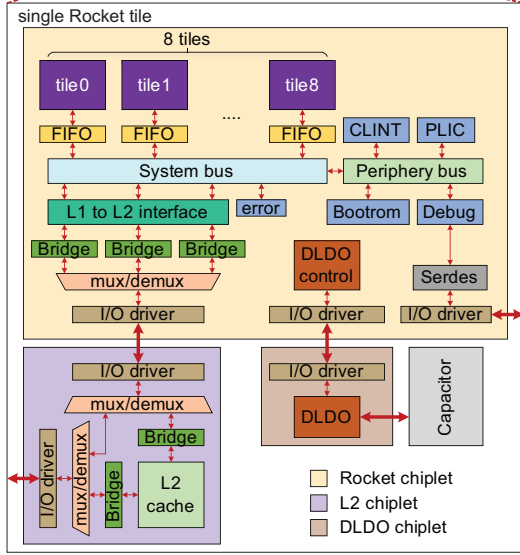 single Rocket tile
8 tiles
tile0 tile1 .... tile8
FIFO FIFO FIFO CLINT PLIC
System bus Periphery bus
L1 to L2 interface error Bootrom Debug
Bridge Bridge Bridge DLDO control
mux/demux Serdes
I/O driver I/O driver I/O driver
I/O driver I/O driver
mux/demux
Bridge DLDO Capacitor
I/O driver mux/demux Bridge L2 cache
Rocket chiplet
L2 chiplet
DLDO chiplet